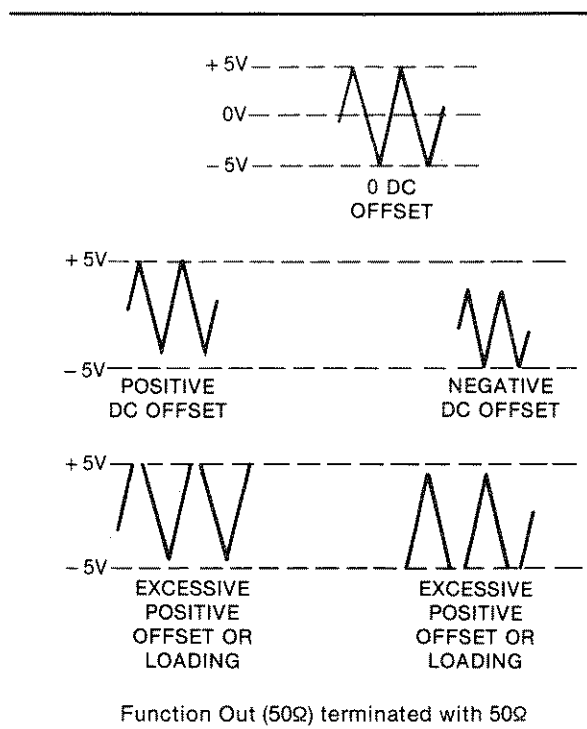 + 5V
0V
- 5V
0 DC
OFFSET
+ 5V
- 5V
POSITIVE
DC OFFSET
NEGATIVE
DC OFFSET
+ 5V
- 5V
EXCESSIVE
POSITIVE
OFFSET OR
LOADING
EXCESSIVE
POSITIVE
OFFSET OR
LOADING
Function Out (50Ω) terminated with 50Ω